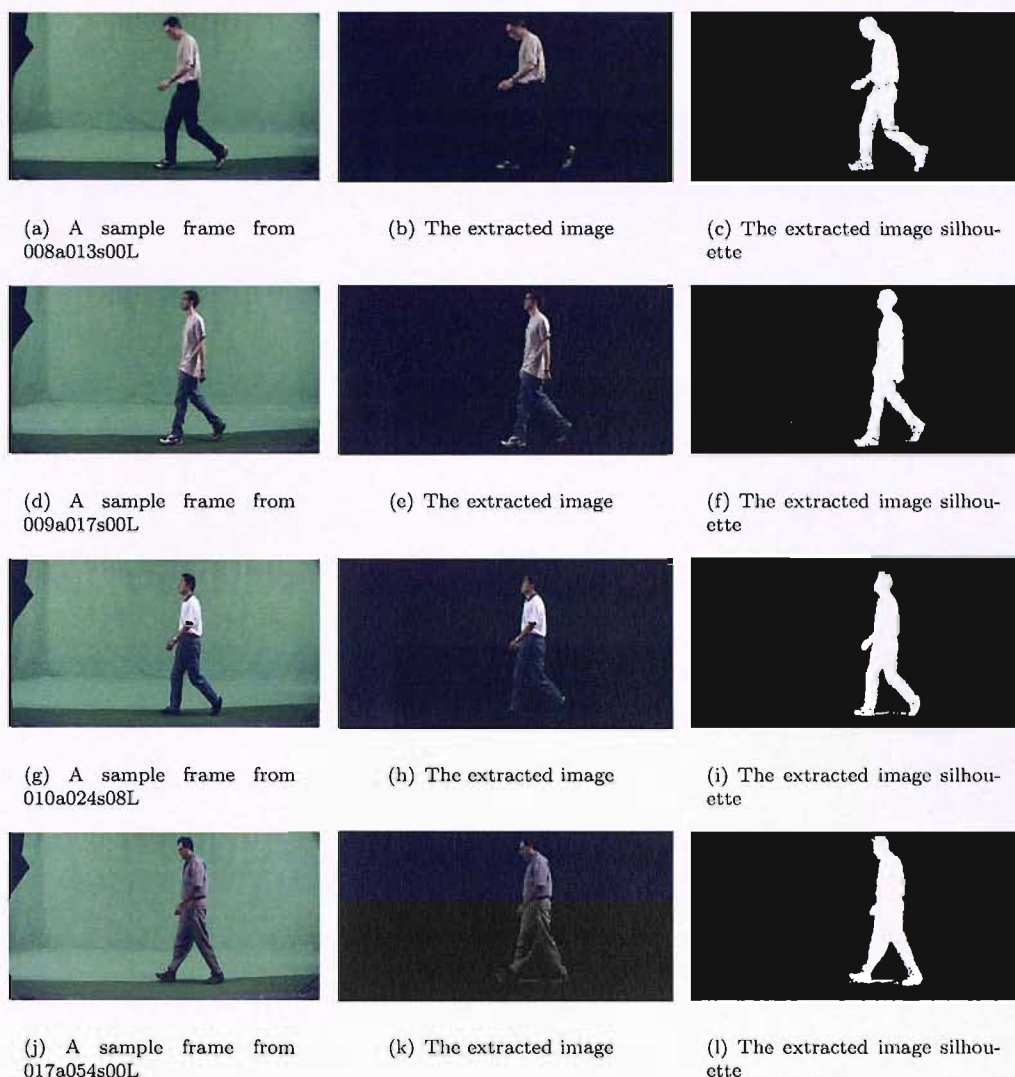 (a) A sample frame from
008a013s00L
(b) The extracted image
(c) The extracted image silhou-
ette
(d) A sample frame from
009a017s00L
(e) The extracted image
(f) The extracted image silhou-
ette
(g) A sample frame from
010a024s08L
(h) The extracted image
(i) The extracted image silhou-
ette
(j) A sample frame from
017a054s00L
(k) The extracted image
(l) The extracted image silhou-
ette